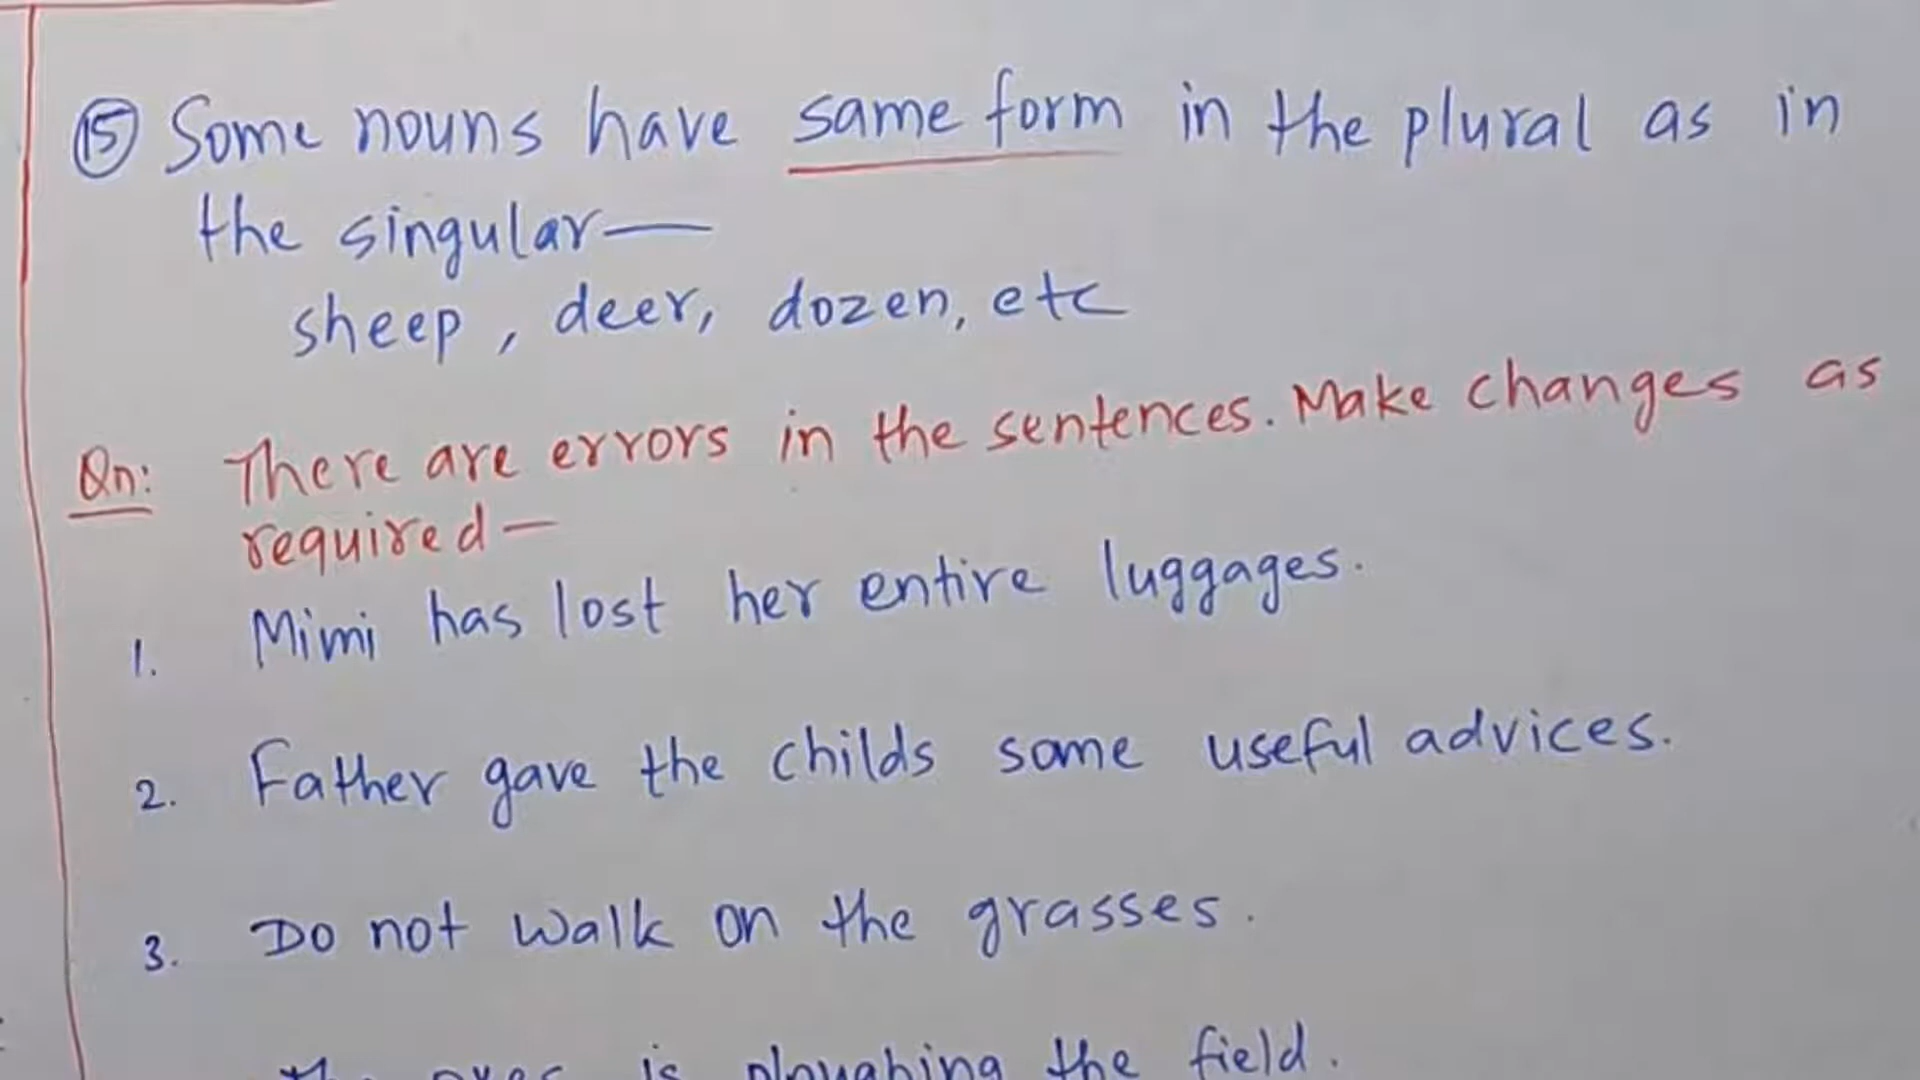 15 Some nouns have same form in the plural as in
the singular—
sheep, deer, dozen, etc
Qn: There are errors in the sentences. Make changes as
required—
1. Mimi has lost her entire luggages.
2. Father gave the childs some useful advices.
3. Do not walk on the grasses.
is ploughing the field.